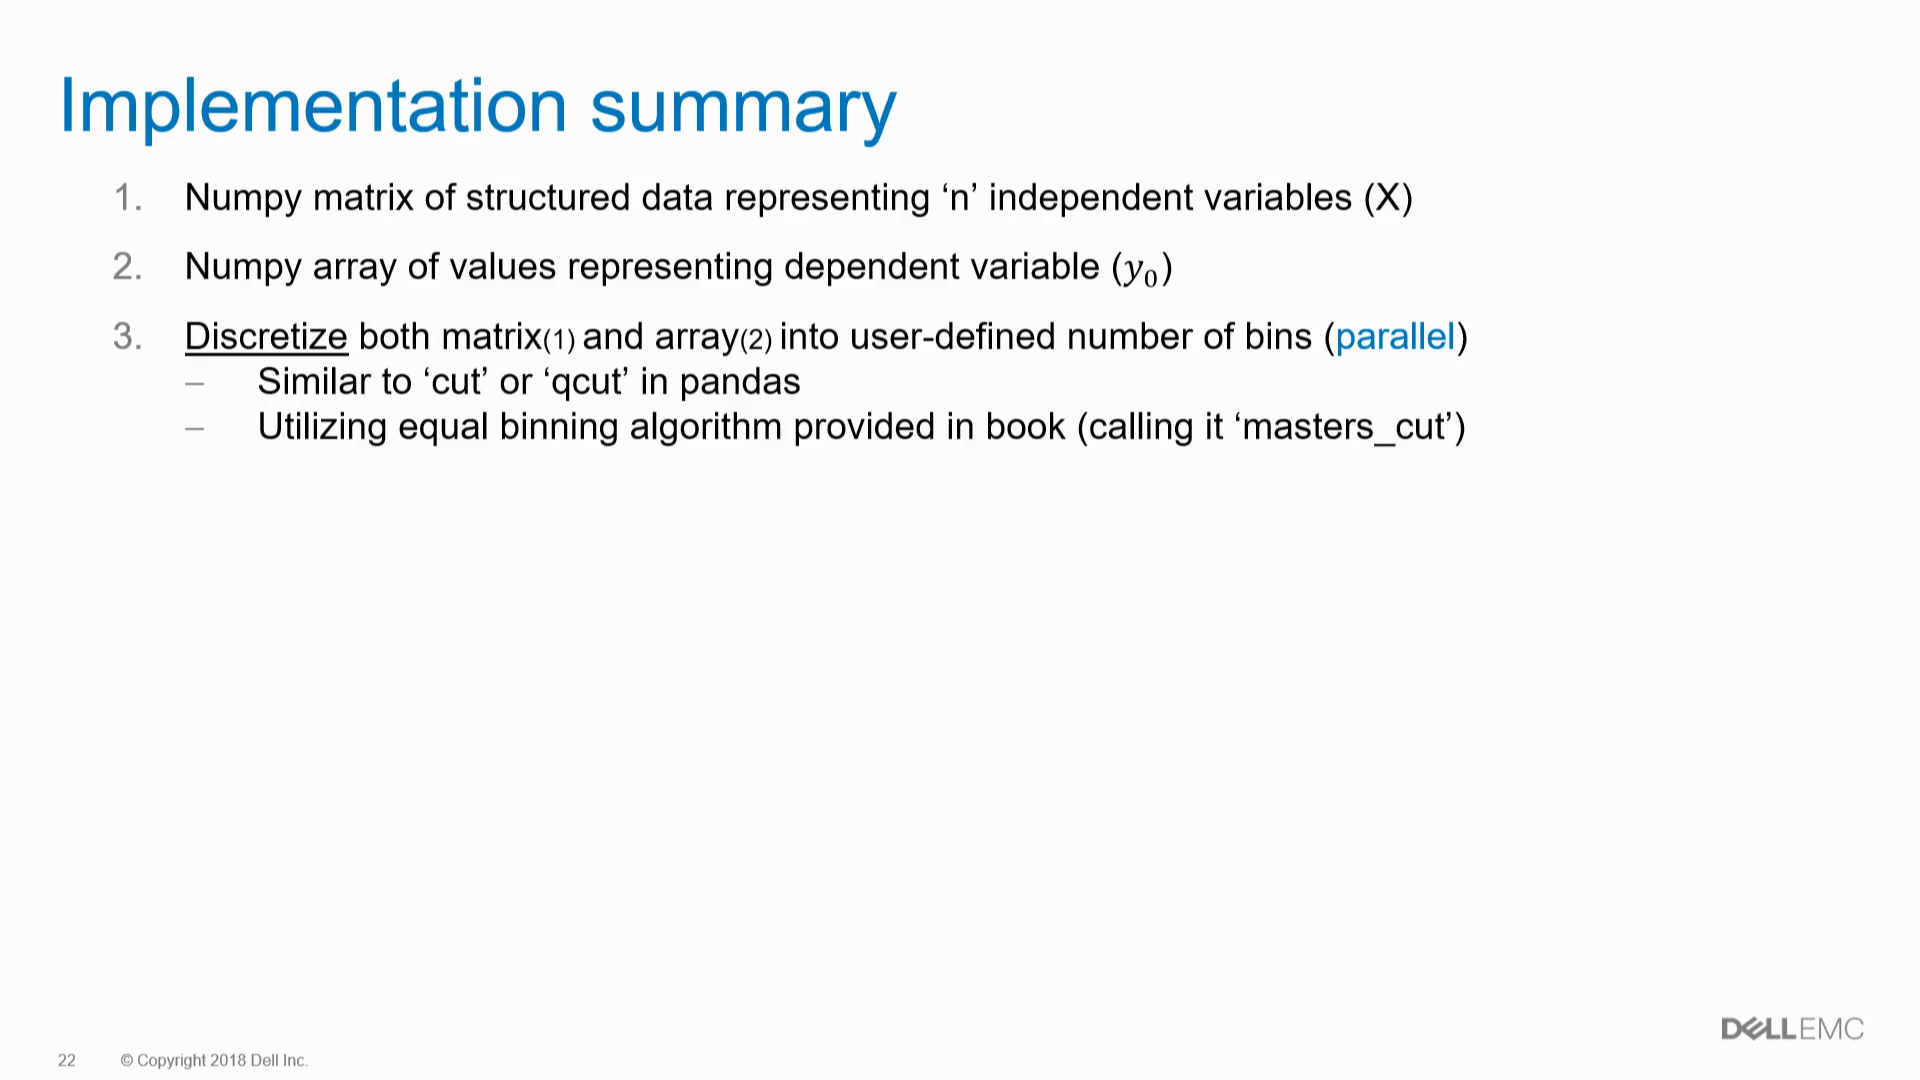 Implementation summary
1. Numpy matrix of structured data representing ‘n’ independent variables (X)
2. Numpy array of values representing dependent variable (y₀)
3. Discretize both matrix(1) and array(2) into user-defined number of bins (parallel)
– Similar to ‘cut’ or ‘qcut’ in pandas
– Utilizing equal binning algorithm provided in book (calling it ‘masters_cut’)
DELLEMC
22 © Copyright 2018 Dell Inc.